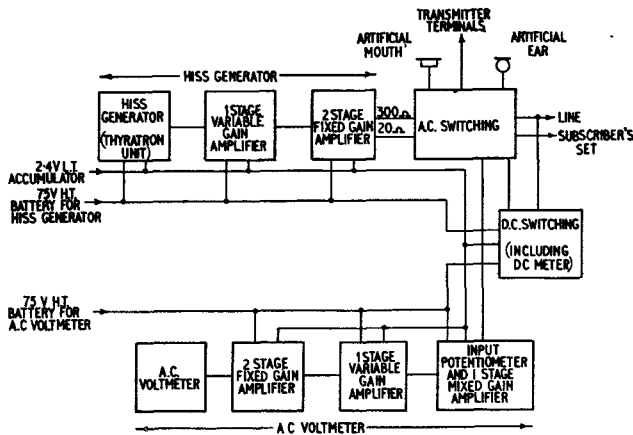 TRANSMITTER
TERMINALS
ARTIFICIAL
MOUTH
ARTIFICIAL
EAR
HISS GENERATOR
HISS
GENERATOR
(THYRATRON
UNIT)
1 STAGE
VARIABLE
GAIN
AMPLIFIER
2 STAGE
FIXED GAIN
AMPLIFIER
300Ω
20Ω
A.C. SWITCHING
LINE
SUBSCRIBER'S
SET
2·4V L.T.
ACCUMULATOR
75V H.T.
BATTERY FOR
HISS GENERATOR
D.C. SWITCHING
(INCLUDING
DC METER)
75 V H.T.
BATTERY FOR
A.C VOLTMETER
A.C.
VOLTMETER
2 STAGE
FIXED GAIN
AMPLIFIER
1 STAGE
VARIABLE
GAIN
AMPLIFIER
INPUT
POTENTIOMETER
AND 1 STAGE
MIXED GAIN
AMPLIFIER
A C VOLTMETER